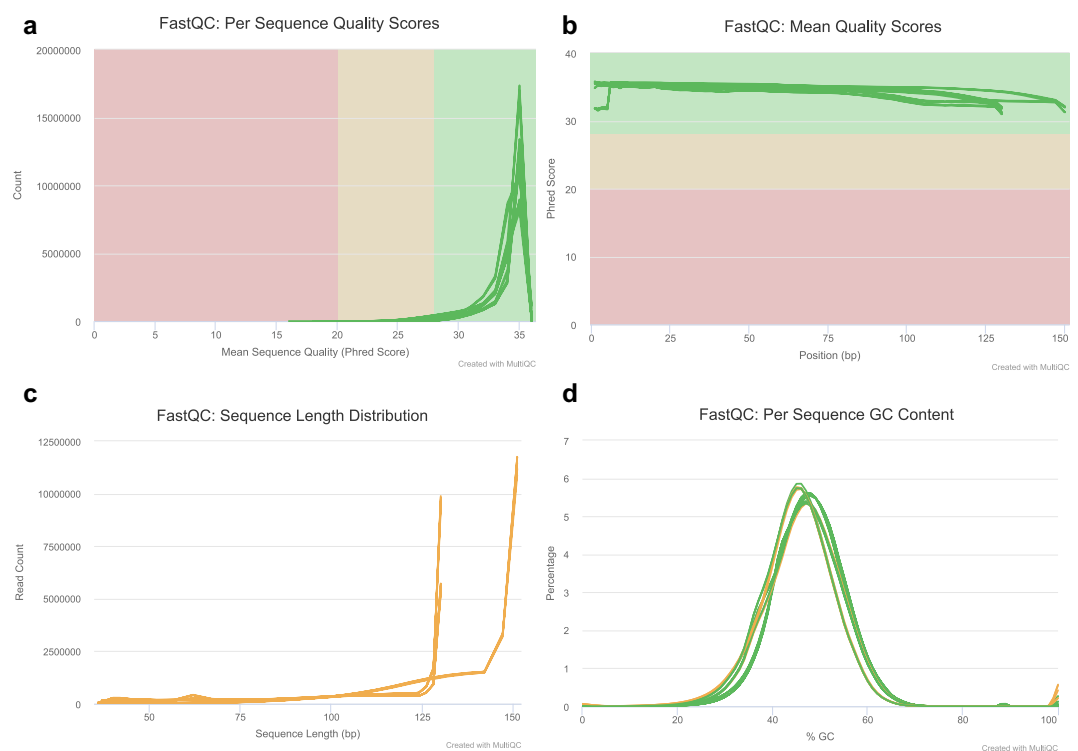 a
FastQC: Per Sequence Quality Scores
20000000
15000000
10000000
5000000
0
Count
0 5 10 15 20 25 30 35
Mean Sequence Quality (Phred Score)
Created with MultiQC
b
FastQC: Mean Quality Scores
40
30
20
10
0
Phred Score
0 25 50 75 100 125 150
Position (bp)
Created with MultiQC
c
FastQC: Sequence Length Distribution
12500000
10000000
7500000
5000000
2500000
0
Read Count
50 75 100 125 150
Sequence Length (bp)
Created with MultiQC
d
FastQC: Per Sequence GC Content
7
6
5
4
3
2
1
0
Percentage
0 20 40 60 80 100
% GC
Created with MultiQC